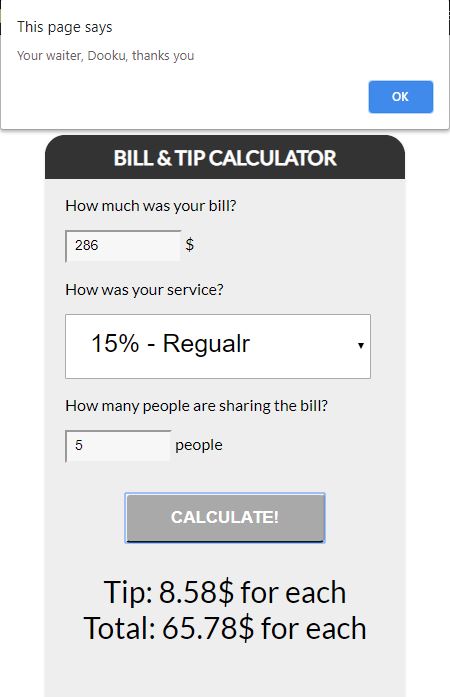 This page says
Your waiter, Dooku, thanks you
OK
BILL & TIP CALCULATOR
How much was your bill?
286 $
How was your service?
15% - Regualr
How many people are sharing the bill?
5 people
CALCULATE!
Tip: 8.58$ for each
Total: 65.78$ for each